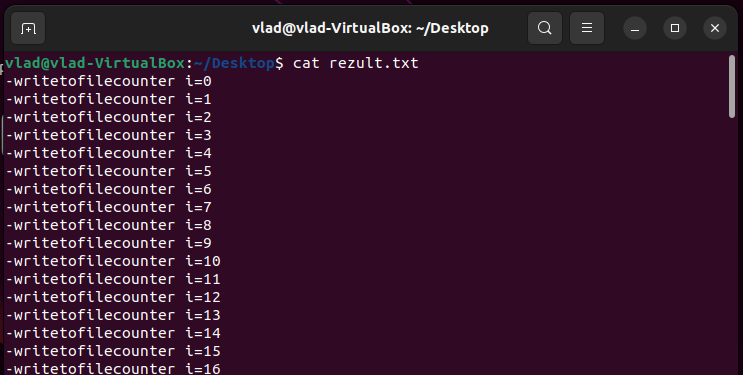 vlad@vlad-VirtualBox: ~/Desktop
vlad@vlad-VirtualBox:~/Desktop$ cat rezult.txt
-writetofilecounter i=0
-writetofilecounter i=1
-writetofilecounter i=2
-writetofilecounter i=3
-writetofilecounter i=4
-writetofilecounter i=5
-writetofilecounter i=6
-writetofilecounter i=7
-writetofilecounter i=8
-writetofilecounter i=9
-writetofilecounter i=10
-writetofilecounter i=11
-writetofilecounter i=12
-writetofilecounter i=13
-writetofilecounter i=14
-writetofilecounter i=15
-writetofilecounter i=16